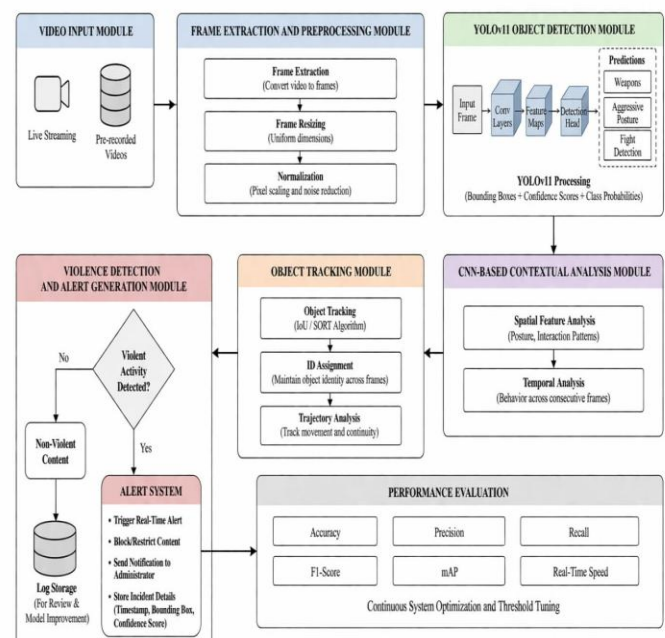 VIDEO INPUT MODULE
Live Streaming
Pre-recorded
Videos
FRAME EXTRACTION AND PREPROCESSING MODULE
Frame Extraction
(Convert video to frames)
Frame Resizing
(Uniform dimensions)
Normalization
(Pixel scaling and noise reduction)
YOLOv11 OBJECT DETECTION MODULE
Input
Frame
Conv
Layers
Feature
Maps
Detection
Head
Predictions
Weapons
Aggressive
Posture
Fight
Detection
YOLOv11 Processing
(Bounding Boxes + Confidence Scores + Class Probabilities)
VIOLENCE DETECTION
AND ALERT GENERATION MODULE
No
Violent
Activity
Detected?
Yes
Non-Violent
Content
Log Storage
(For Review &
Model Improvement)
ALERT SYSTEM
• Trigger Real-Time Alert
• Block/Restrict Content
• Send Notification to
Administrator
• Store Incident Details
(Timestamp, Bounding Box,
Confidence Score)
OBJECT TRACKING MODULE
Object Tracking
(IoU / SORT Algorithm)
ID Assignment
(Maintain object identity across frames)
Trajectory Analysis
(Track movement and continuity)
CNN-BASED CONTEXTUAL ANALYSIS MODULE
Spatial Feature Analysis
(Posture, Interaction Patterns)
Temporal Analysis
(Behavior across consecutive frames)
PERFORMANCE EVALUATION
Accuracy
Precision
Recall
F1-Score
mAP
Real-Time Speed
Continuous System Optimization and Threshold Tuning